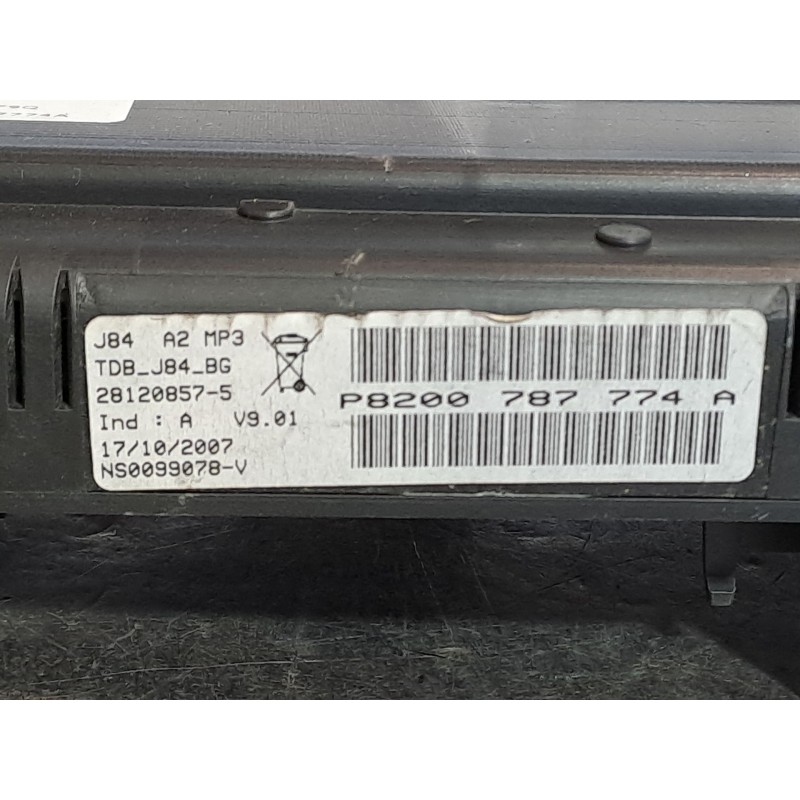 J84 A2 MP3
TDB_J84_BG
28120857-5
Ind : A V9.01
17/10/2007
NS0099078-V
P8200 787 774 A